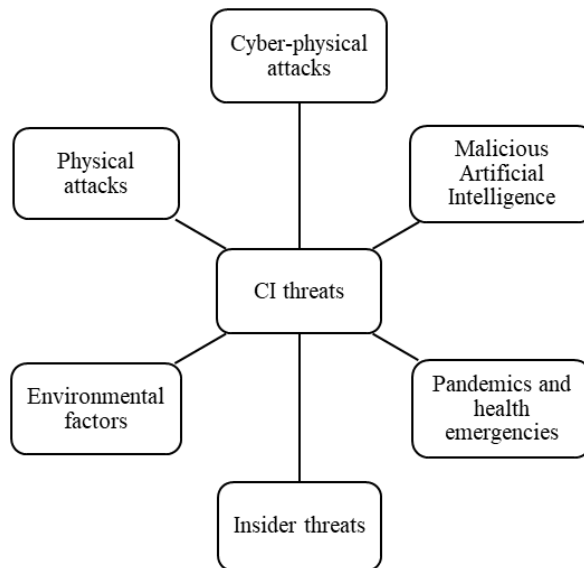 Cyber-physical
attacks
Physical
attacks
Malicious
Artificial
Intelligence
CI threats
Environmental
factors
Pandemics and
health
emergencies
Insider threats